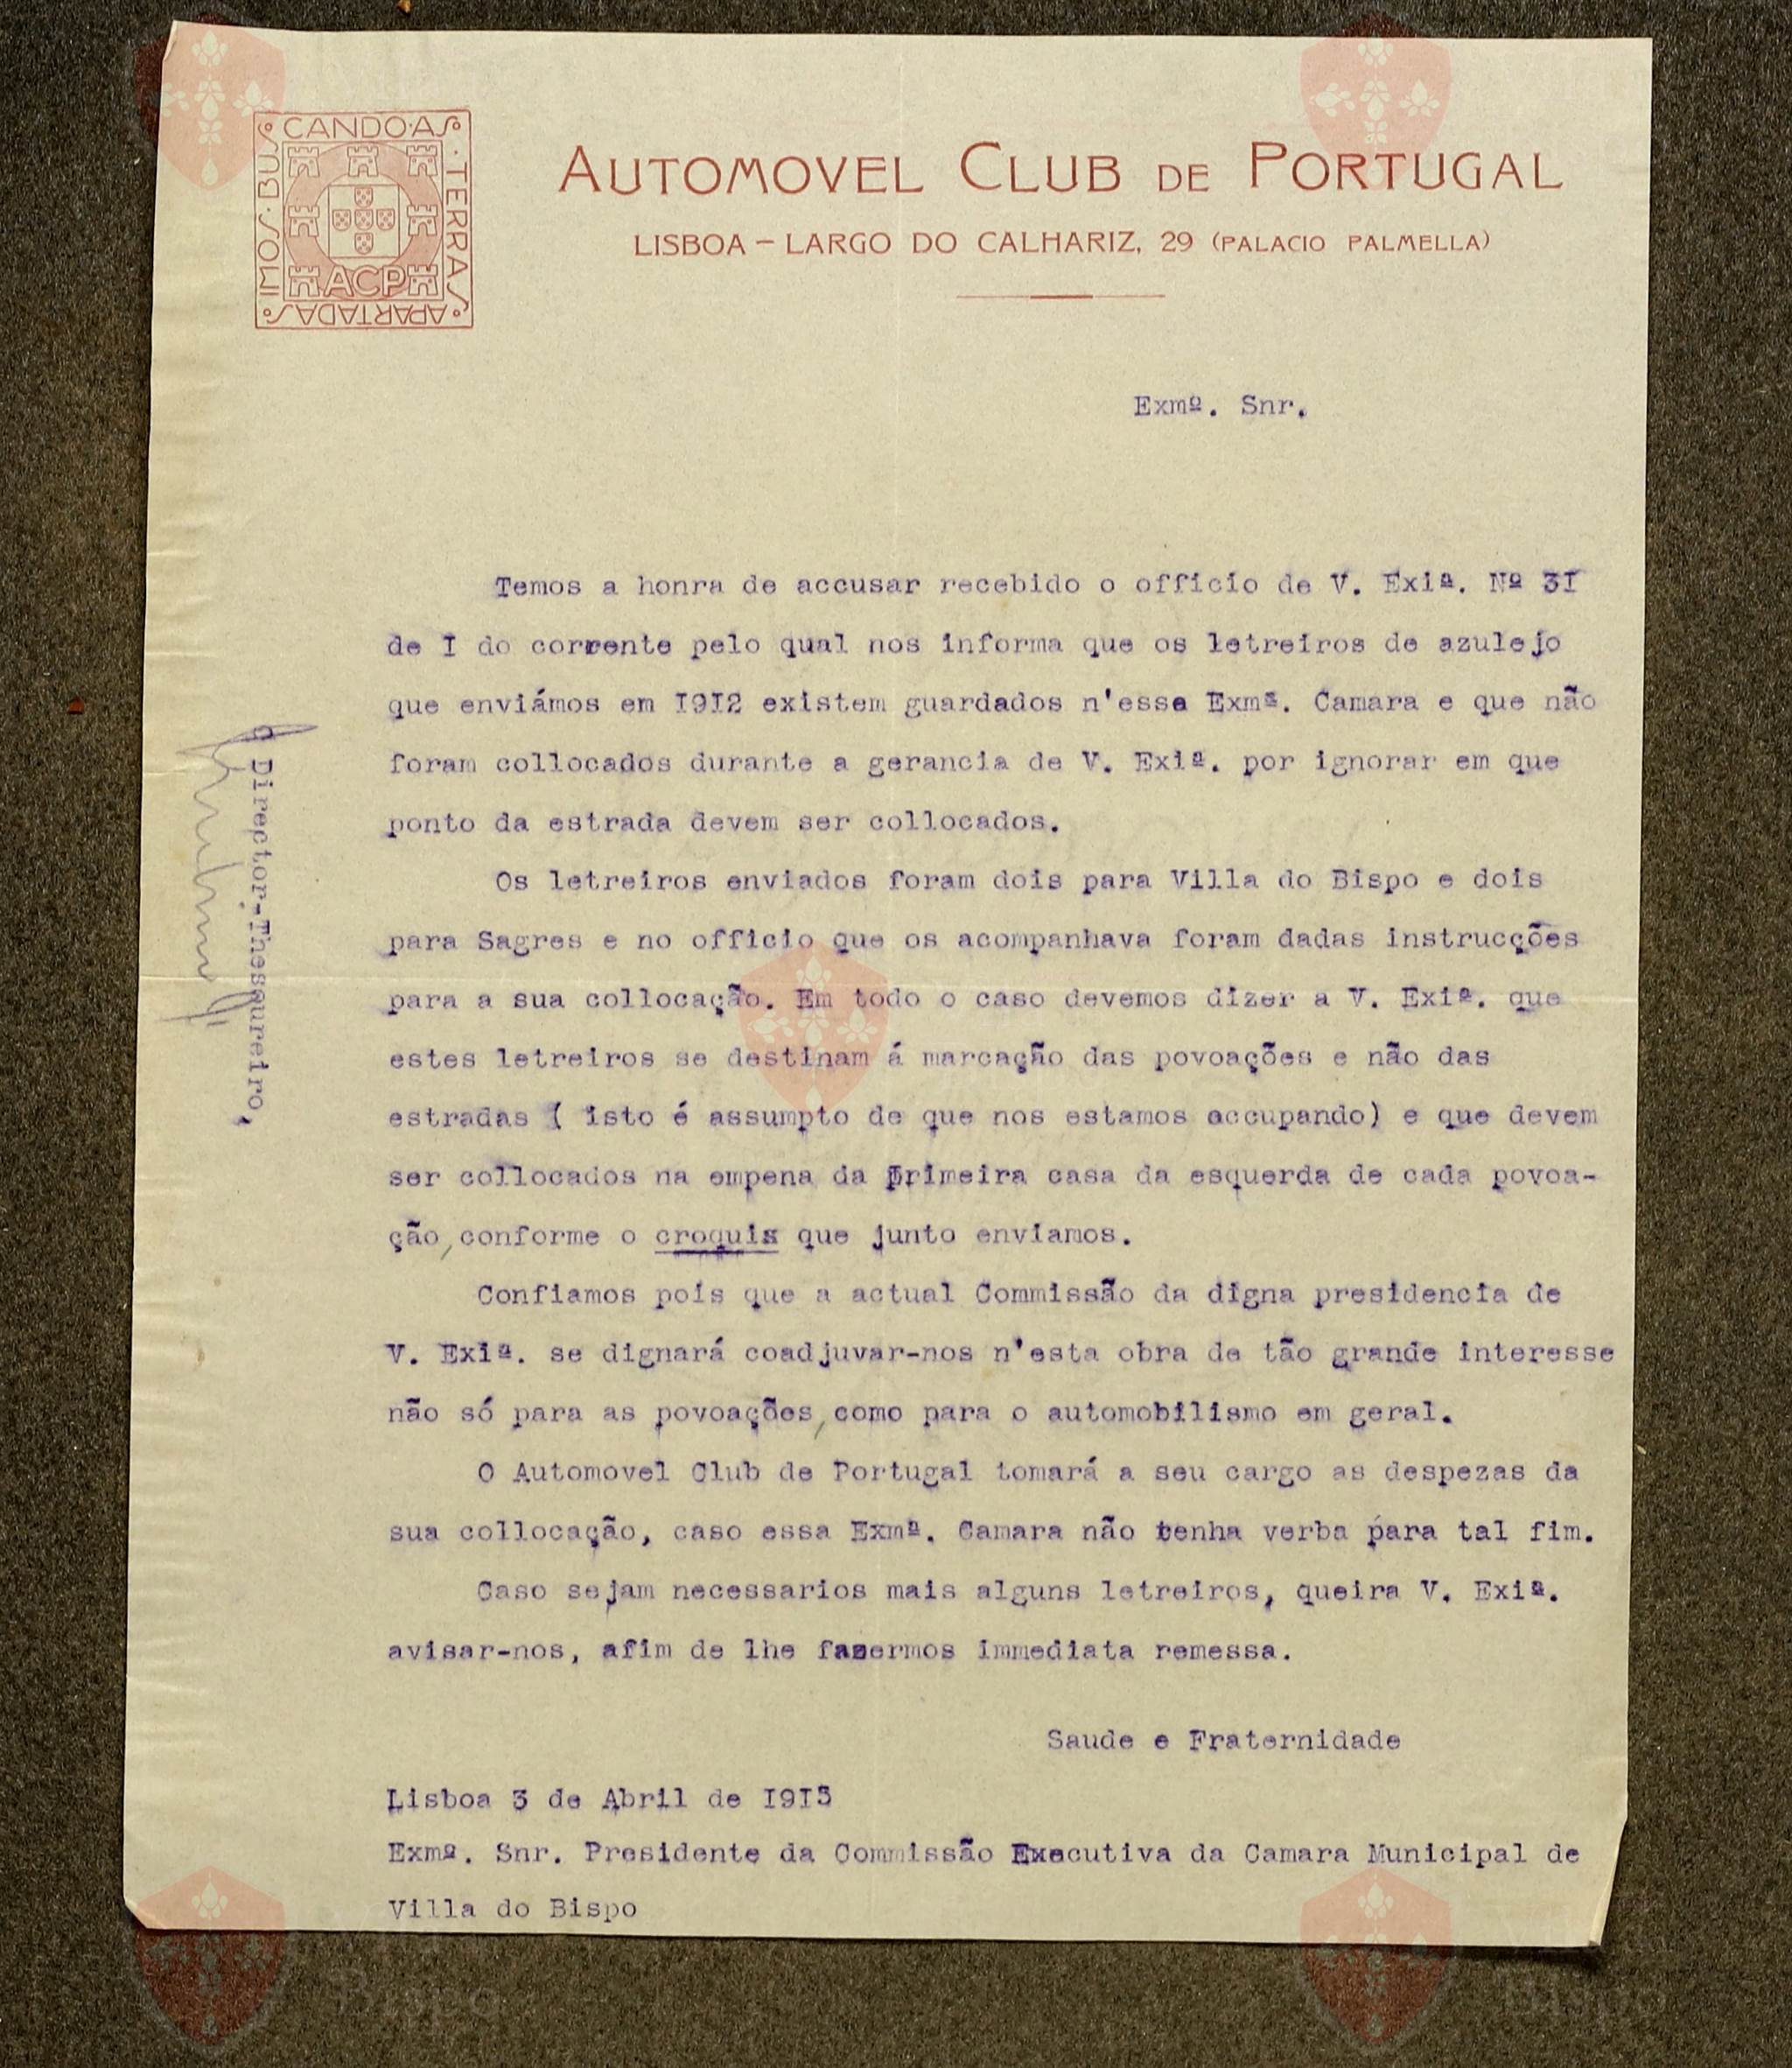 CANDO·AS·TERRAS·APARTADAS·IMOS·BUS
ACP
AUTOMOVEL CLUB DE PORTUGAL
LISBOA – LARGO DO CALHARIZ, 29 (PALACIO PALMELLA)
Exmº. Snr.
Temos a honra de accusar recebido o officio de V. Exiª. Nº 3I
de I do corrente pelo qual nos informa que os letreiros de azulejo
que enviámos em I9I2 existem guardados n'essa Exmª. Camara e que não
foram collocados durante a gerancia de V. Exiª. por ignorar em que
ponto da estrada devem ser collocados.
Os letreiros enviados foram dois para Villa do Bispo e dois
para Sagres e no officio que os acompanhava foram dadas instrucções
para a sua collocação. Em todo o caso devemos dizer a V. Exiª. que
estes letreiros se destinam á marcação das povoações e não das
estradas ( isto é assumpto de que nos estamos occupando) e que devem
ser collocados na empena da primeira casa da esquerda de cada povoa-
ção, conforme o croquis que junto enviamos.
Confiamos pois que a actual Commissão da digna presidencia de
V. Exiª. se dignará coadjuvar-nos n'esta obra de tão grande interesse
não só para as povoações, como para o automobilismo em geral.
O Automovel Club de Portugal tomará a seu cargo as despezas da
sua collocação, caso essa Exmª. Camara não tenha verba para tal fim.
Caso sejam necessarios mais alguns letreiros, queira V. Exiª.
avisar-nos, afim de lhe fazermos immediata remessa.
Saude e Fraternidade
Lisboa 3 de Abril de I9I5
Exmº. Snr. Presidente da Commissão Executiva da Camara Municipal de
Villa do Bispo
O Director-Thesoureiro,
Bispo
Bispo